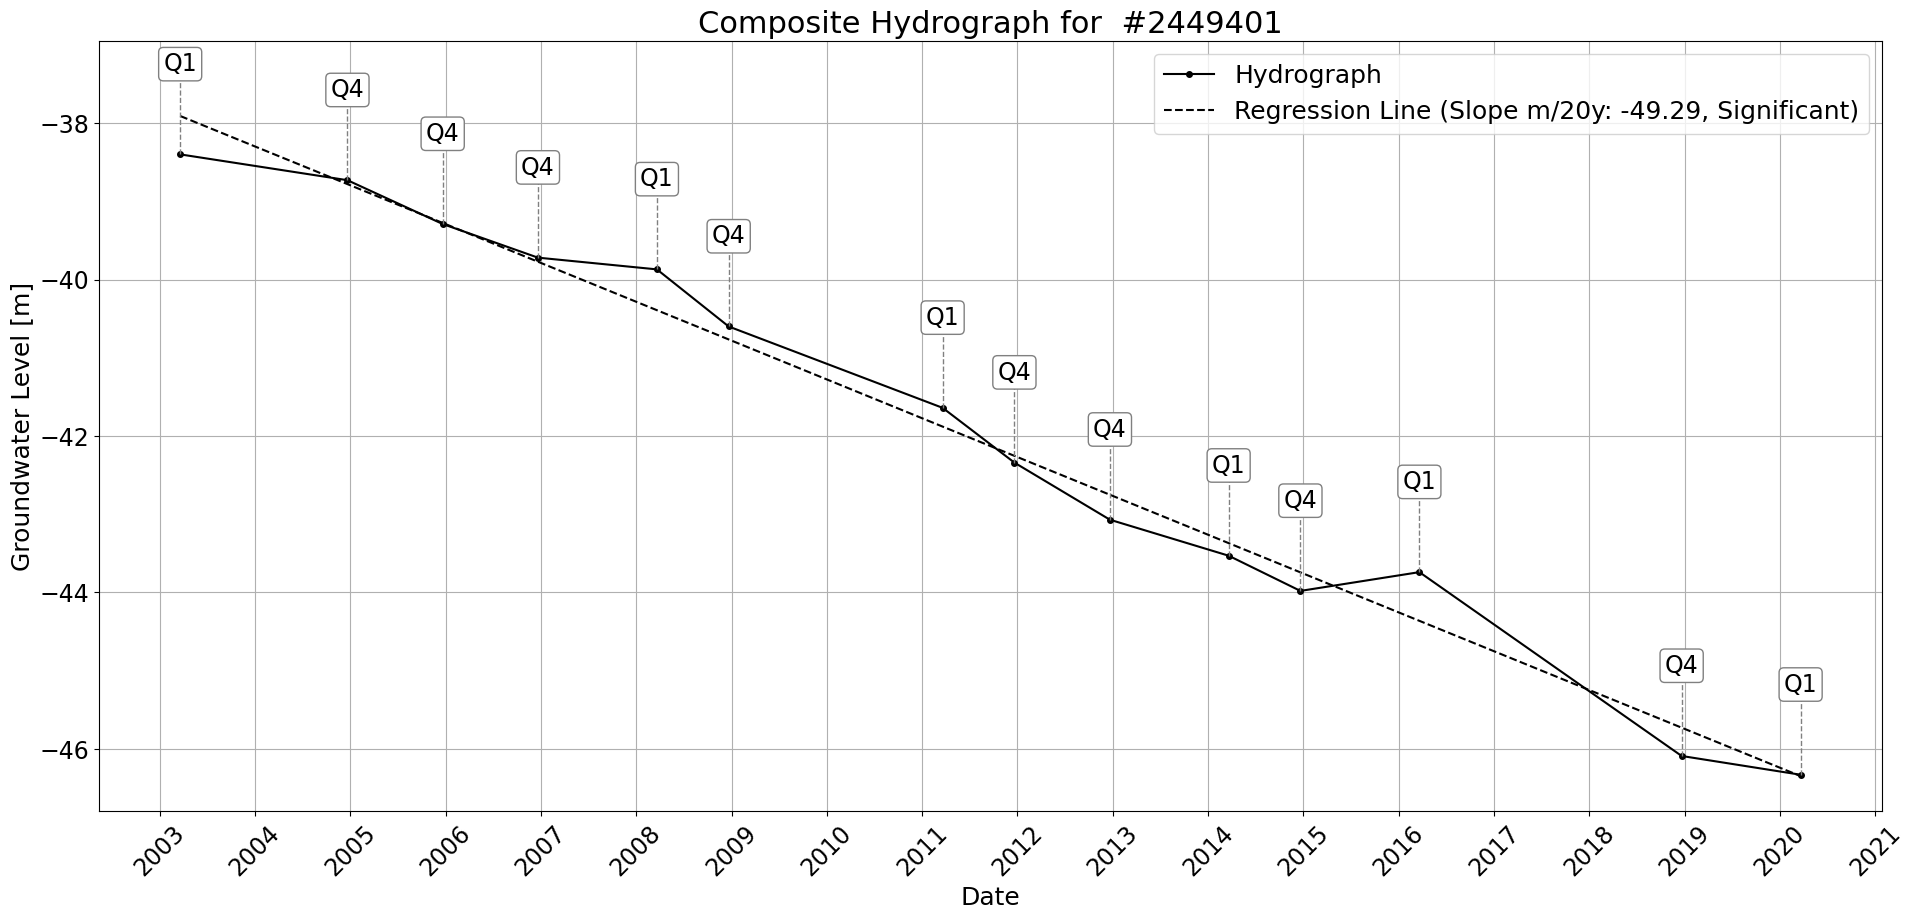 Composite Hydrograph for  #2449401
Hydrograph
Regression Line (Slope m/20y: -49.29, Significant)
Q1
Q4
Q4
Q4
Q1
Q4
Q1
Q4
Q4
Q1
Q4
Q1
Q4
Q1
Groundwater Level [m]
−38
−40
−42
−44
−46
2003
2004
2005
2006
2007
2008
2009
2010
2011
2012
2013
2014
2015
2016
2017
2018
2019
2020
2021
Date